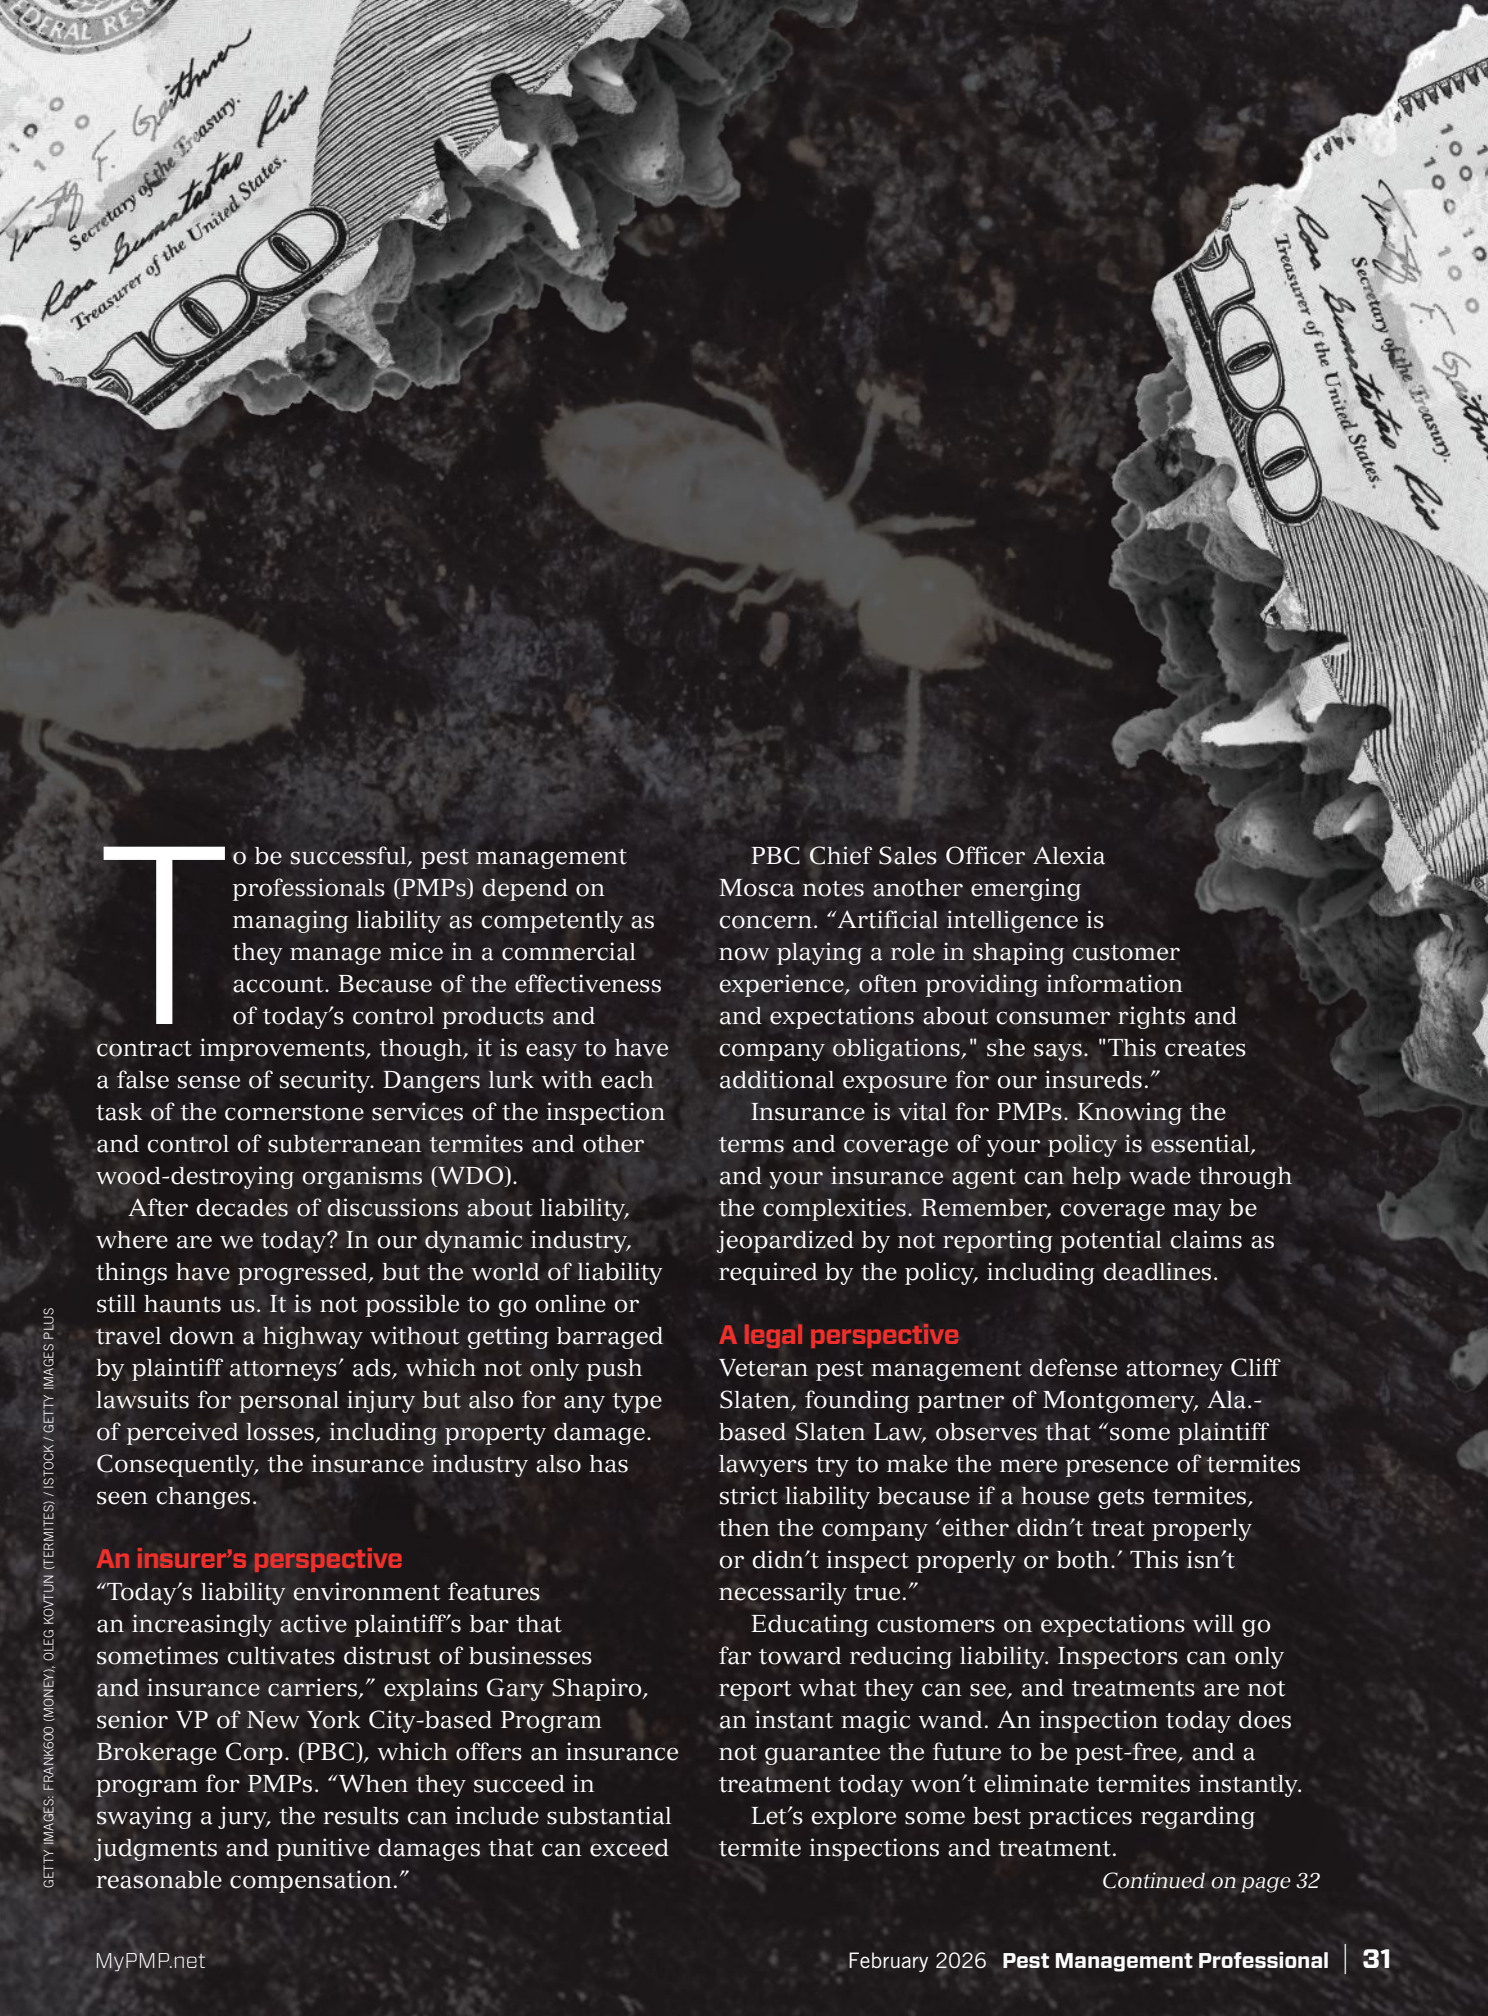 FEDERAL RES
Timothy F. Geithner
Secretary of the Treasury.
Rosa Gumataotao Rios
Treasurer of the United States.
100
100
Rosa Gumataotao Rios
Treasurer of the United States.
Secretary of the Treasury.
To be successful, pest management
professionals (PMPs) depend on
managing liability as competently as
they manage mice in a commercial
account. Because of the effectiveness
of today’s control products and
contract improvements, though, it is easy to have
a false sense of security. Dangers lurk with each
task of the cornerstone services of the inspection
and control of subterranean termites and other
wood-destroying organisms (WDO).
After decades of discussions about liability,
where are we today? In our dynamic industry,
things have progressed, but the world of liability
still haunts us. It is not possible to go online or
travel down a highway without getting barraged
by plaintiff attorneys’ ads, which not only push
lawsuits for personal injury but also for any type
of perceived losses, including property damage.
Consequently, the insurance industry also has
seen changes.
An insurer’s perspective
“Today’s liability environment features
an increasingly active plaintiff’s bar that
sometimes cultivates distrust of businesses
and insurance carriers,” explains Gary Shapiro,
senior VP of New York City-based Program
Brokerage Corp. (PBC), which offers an insurance
program for PMPs. “When they succeed in
swaying a jury, the results can include substantial
judgments and punitive damages that can exceed
reasonable compensation.”
PBC Chief Sales Officer Alexia
Mosca notes another emerging
concern. “Artificial intelligence is
now playing a role in shaping customer
experience, often providing information
and expectations about consumer rights and
company obligations," she says. "This creates
additional exposure for our insureds.”
Insurance is vital for PMPs. Knowing the
terms and coverage of your policy is essential,
and your insurance agent can help wade through
the complexities. Remember, coverage may be
jeopardized by not reporting potential claims as
required by the policy, including deadlines.
A legal perspective
Veteran pest management defense attorney Cliff
Slaten, founding partner of Montgomery, Ala.-
based Slaten Law, observes that “some plaintiff
lawyers try to make the mere presence of termites
strict liability because if a house gets termites,
then the company ‘either didn’t treat properly
or didn’t inspect properly or both.’ This isn’t
necessarily true.”
Educating customers on expectations will go
far toward reducing liability. Inspectors can only
report what they can see, and treatments are not
an instant magic wand. An inspection today does
not guarantee the future to be pest-free, and a
treatment today won’t eliminate termites instantly.
Let’s explore some best practices regarding
termite inspections and treatment.
Continued on page 32
GETTY IMAGES: FRANK600 (MONEY), OLEG KOVTUN (TERMITES) / ISTOCK / GETTY IMAGES PLUS
MyPMP.net
February 2026 Pest Management Professional | 31